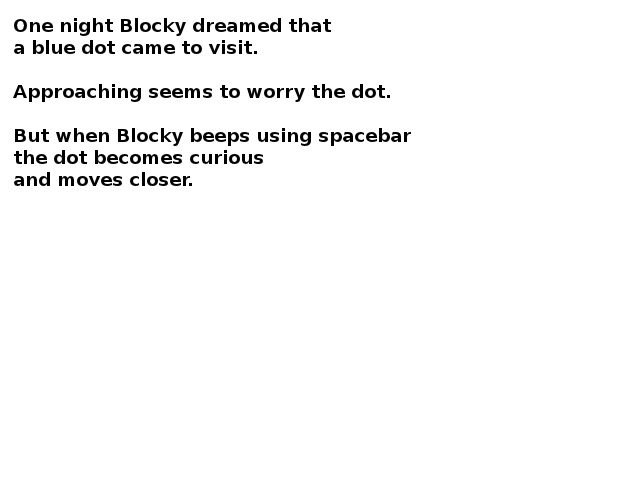 One night Blocky dreamed that
a blue dot came to visit.
Approaching seems to worry the dot.
But when Blocky beeps using spacebar
the dot becomes curious
and moves closer.